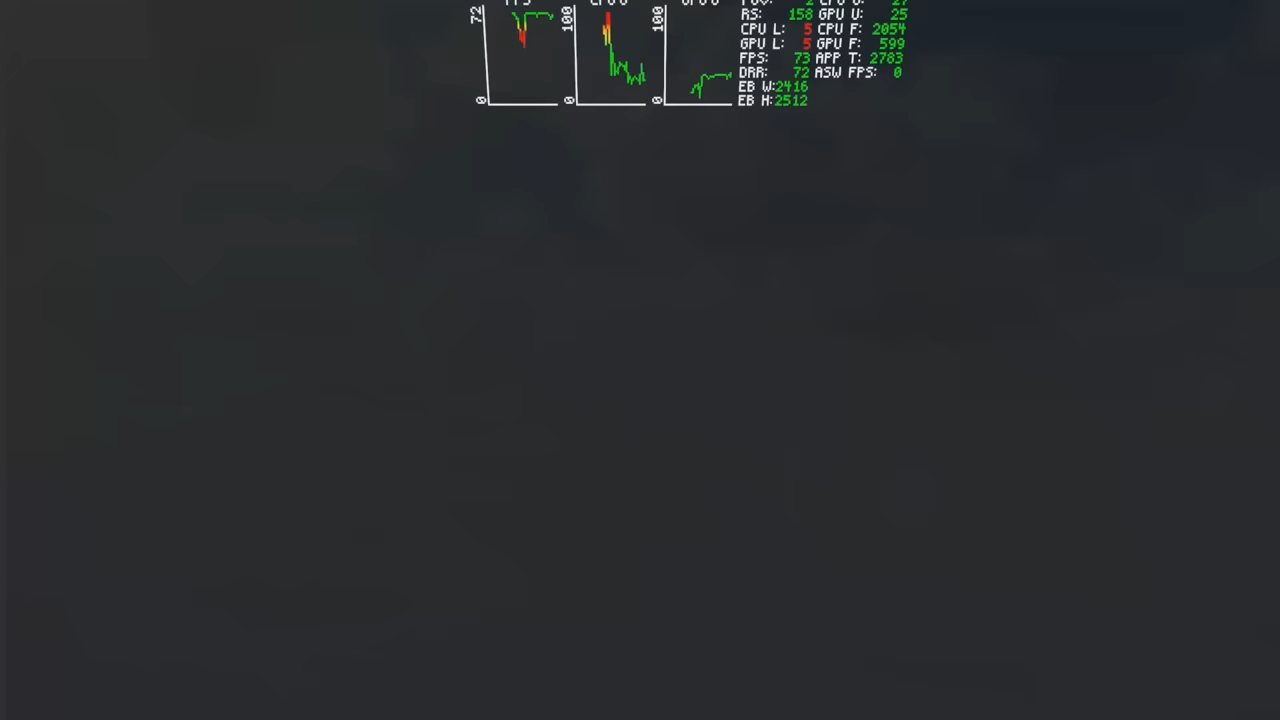 72
0
100
0
100
0
RS: 158 GPU U: 25
CPU L: 5 CPU F: 2054
GPU L: 5 GPU F: 599
FPS: 73 APP T: 2783
DRR: 72 ASW FPS: 0
EB W:2416
EB H:2512